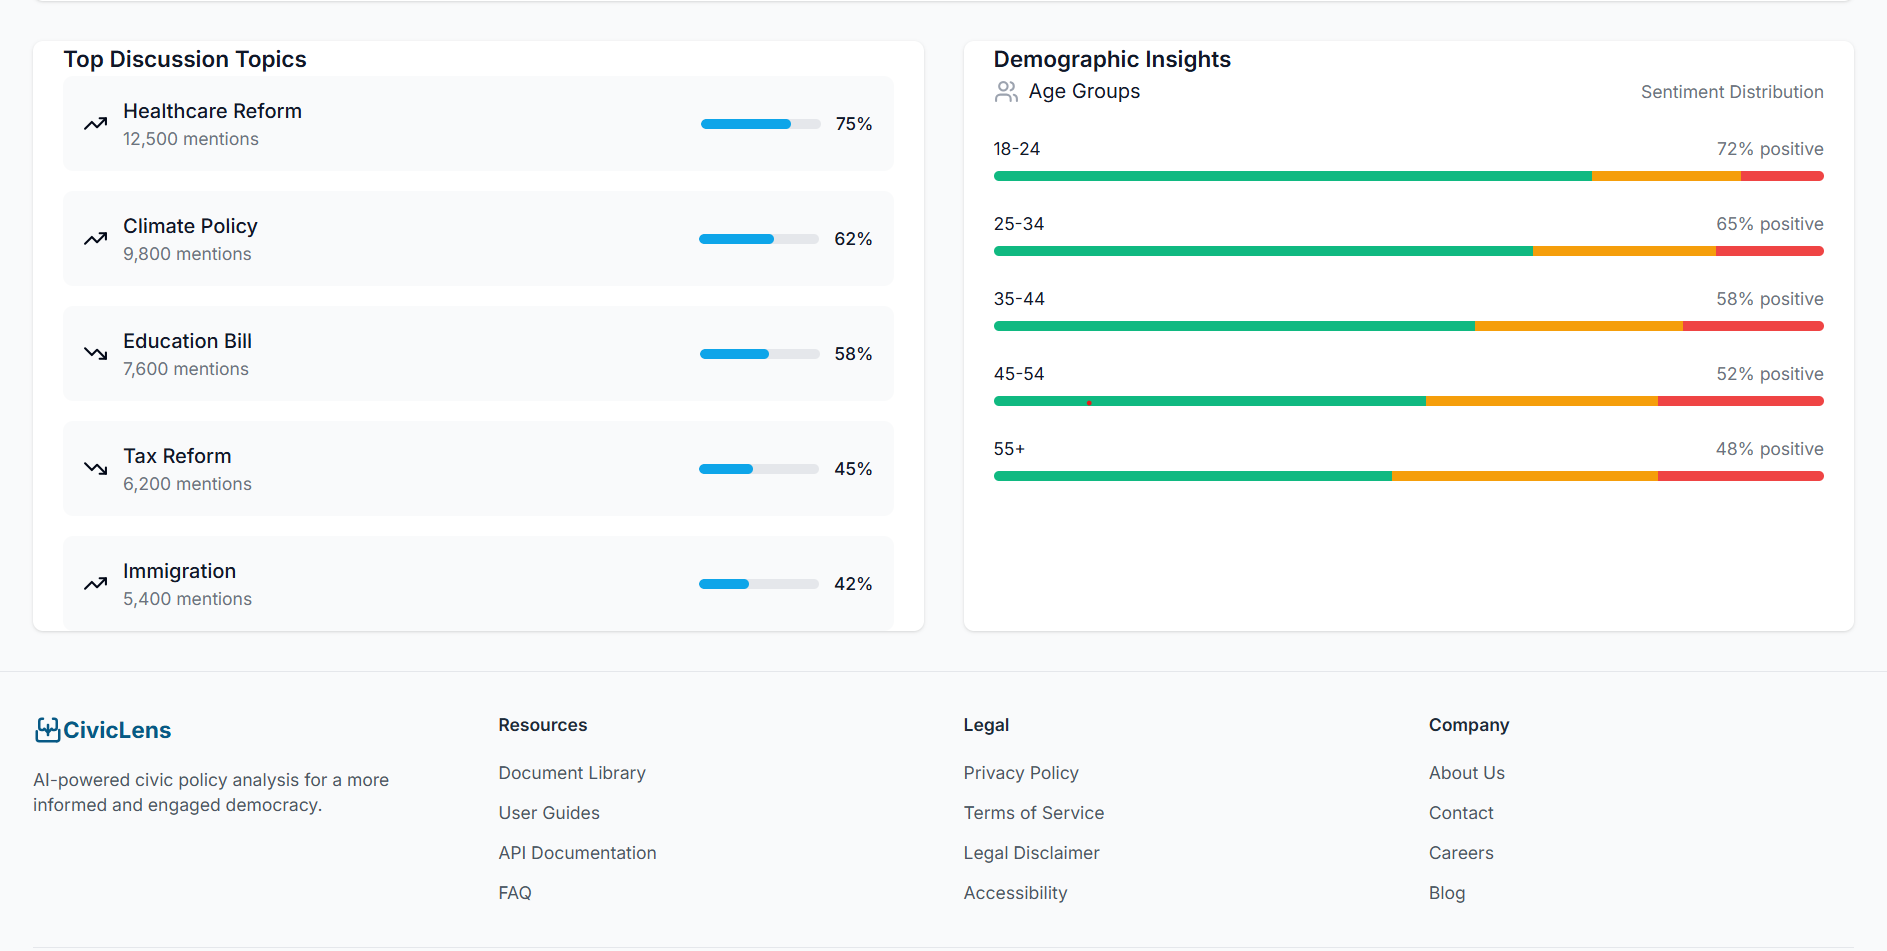 Top Discussion Topics
Healthcare Reform
12,500 mentions
75%
Climate Policy
9,800 mentions
62%
Education Bill
7,600 mentions
58%
Tax Reform
6,200 mentions
45%
Immigration
5,400 mentions
42%
Demographic Insights
Age Groups
Sentiment Distribution
18-24
72% positive
25-34
65% positive
35-44
58% positive
45-54
52% positive
55+
48% positive
CivicLens
AI-powered civic policy analysis for a more
informed and engaged democracy.
Resources
Document Library
User Guides
API Documentation
FAQ
Legal
Privacy Policy
Terms of Service
Legal Disclaimer
Accessibility
Company
About Us
Contact
Careers
Blog